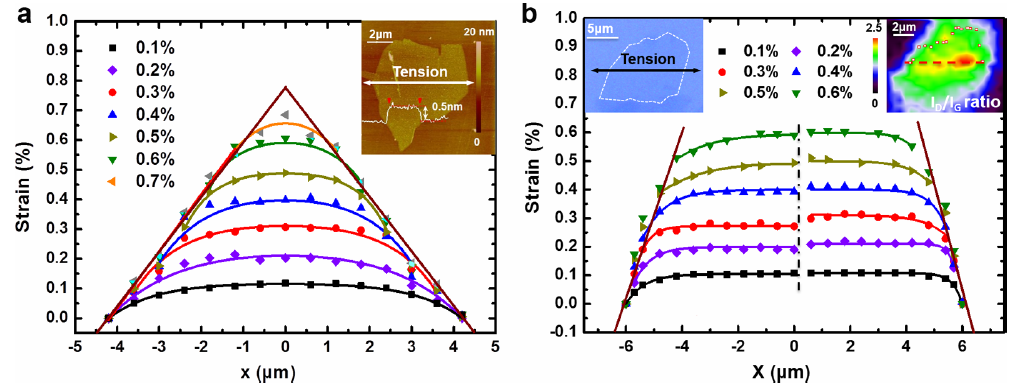 a
Strain (%)
1.0
0.9
0.8
0.7
0.6
0.5
0.4
0.3
0.2
0.1
0.0
0.1%
0.2%
0.3%
0.4%
0.5%
0.6%
0.7%
2μm
20 nm
Tension
0.5nm
0
-5 -4 -3 -2 -1 0 1 2 3 4 5
x (μm)
b
Strain (%)
1.0
0.9
0.8
0.7
0.6
0.5
0.4
0.3
0.2
0.1
0.0
-0.1
5μm
Tension
0.1% 0.2%
0.3% 0.4%
0.5% 0.6%
2.5
0
2μm
ID/IG ratio
-6 -4 -2 0 0 2 4 6
X (μm)